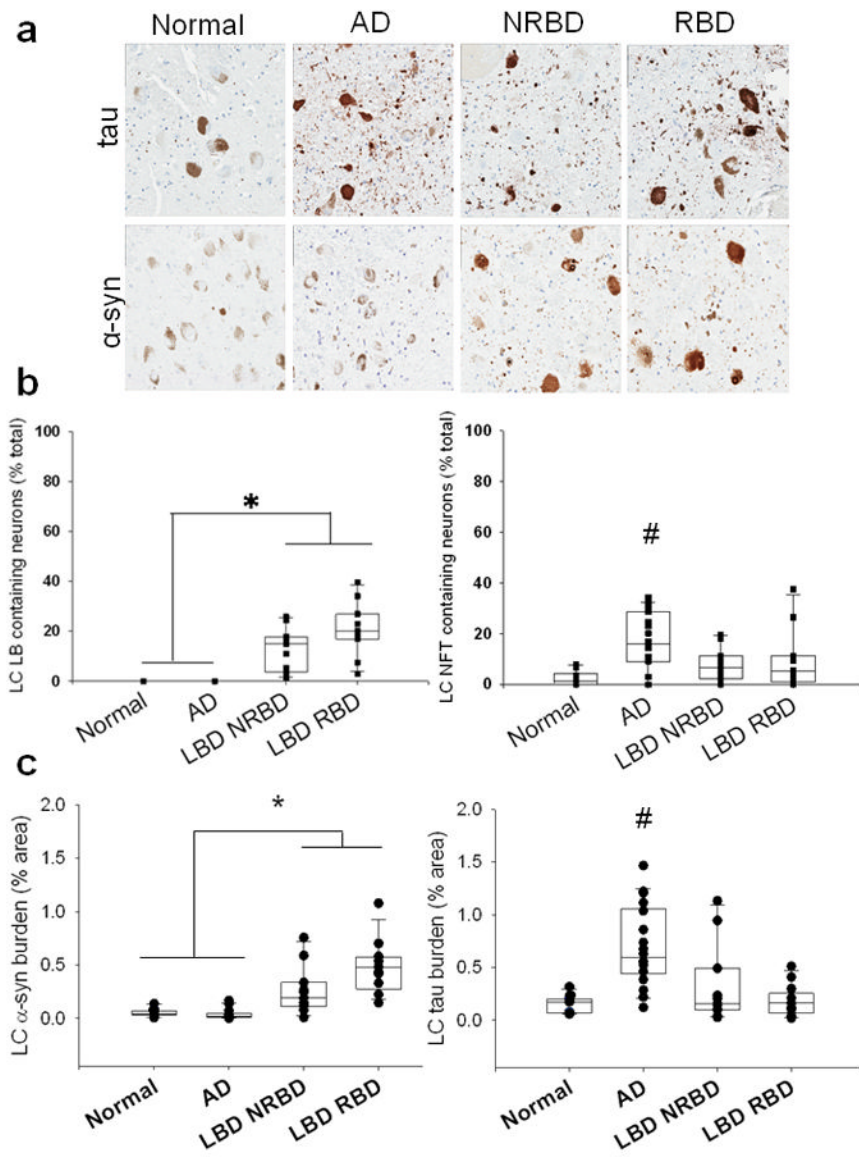 a
Normal AD NRBD RBD
tau
α-syn
b
LC LB containing neurons (% total)
100
80
60
40
20
0
*
Normal
AD
LBD NRBD
LBD RBD
LC NFT containing neurons (% total)
100
80
60
40
20
0
#
Normal
AD
LBD NRBD
LBD RBD
c
LC α-syn burden (% area)
2.0
1.5
1.0
0.5
0.0
*
Normal
AD
LBD NRBD
LBD RBD
LC tau burden (% area)
2.0
1.5
1.0
0.5
0.0
#
Normal
AD
LBD NRBD
LBD RBD